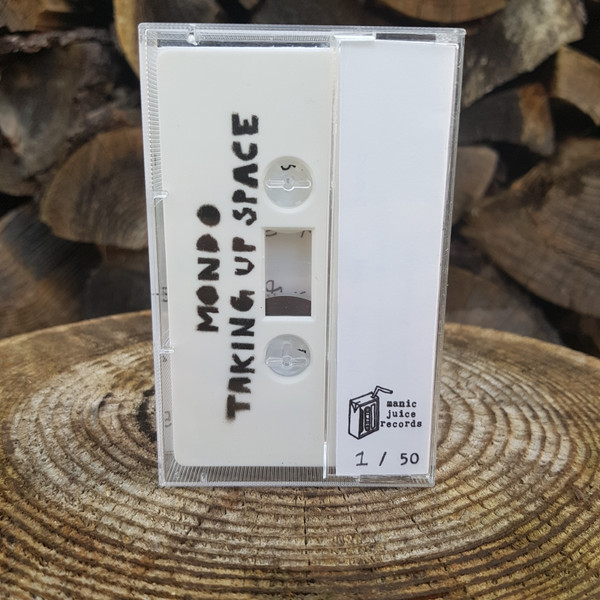 MONDO
TAKING UP SPACE
manic
juice
records
1 / 50